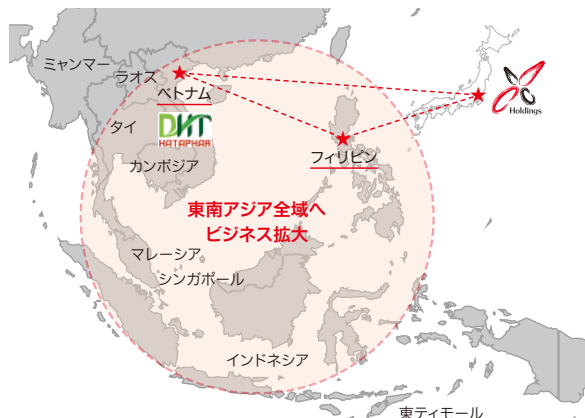 ミャンマー
ラオス
ベトナム
タイ
DHT
HATAPHAR
カンボジア
フィリピン
Holdings
東南アジア全域へ
ビジネス拡大
マレーシア
シンガポール
インドネシア
東ティモール